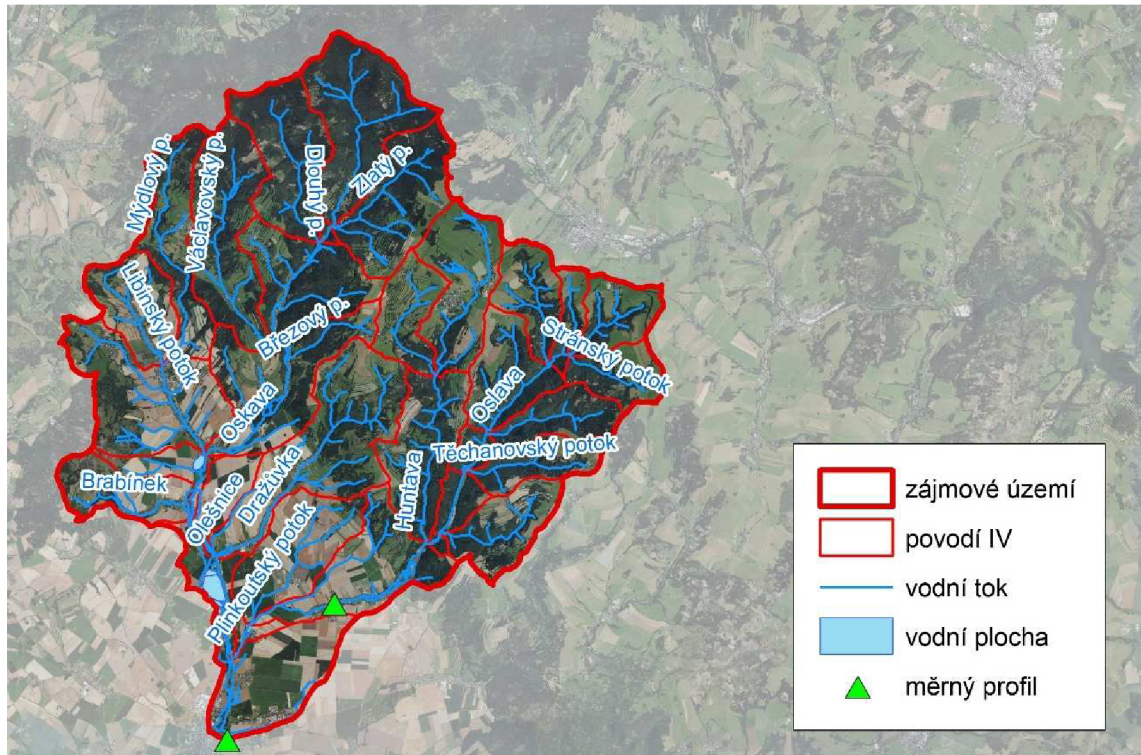 Mýdlový p.
Václavovský p.
Dlouhý p.
Zlatý p.
Libinský potok
Březový p.
Stránský potok
Oskava
Oslava
Těchanovský potok
Brabínek
Olešnice
Dražůvka
Huntava
Plinkoutský potok
zájmové území
povodí IV
vodní tok
vodní plocha
měrný profil